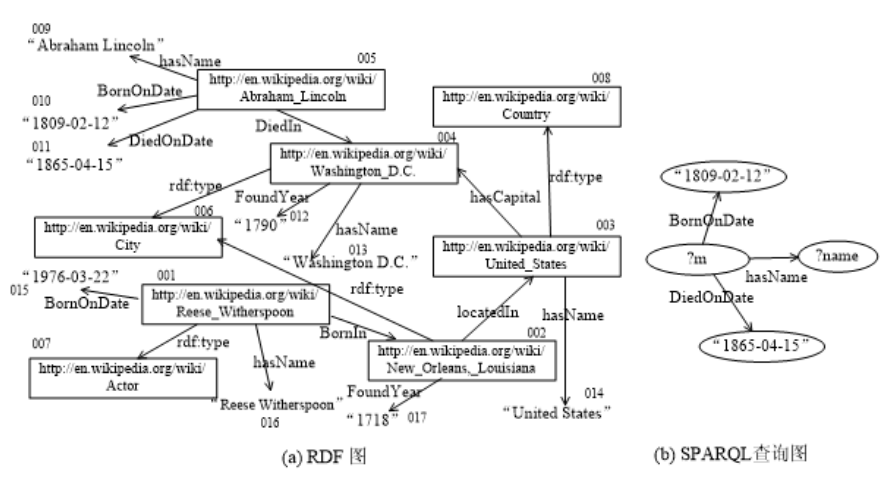 009
“Abraham Lincoln”
hasName
005
http://en.wikipedia.org/wiki/
Abraham_Lincoln
010
BornOnDate
“1809-02-12”
011
DiedOnDate
“1865-04-15”
DiedIn
004
http://en.wikipedia.org/wiki/
Washington_D.C.
008
http://en.wikipedia.org/wiki/
Country
rdf:type
FoundYear
“1790”
012
hasCapital
rdf:type
006
http://en.wikipedia.org/wiki/
City
hasName
013
“Washington D.C.”
003
http://en.wikipedia.org/wiki/
United_States
“1976-03-22”
015
BornOnDate
001
http://en.wikipedia.org/wiki/
Reese_Witherspoon
rdf:type
locatedIn
hasName
007
http://en.wikipedia.org/wiki/
Actor
rdf:type
hasName
BornIn
002
http://en.wikipedia.org/wiki/
New_Orleans,_Louisiana
“Reese Witherspoon”
016
FoundYear
“1718”
017
014
“United States”
(a) RDF 图
“1809-02-12”
BornOnDate
?m
hasName
?name
DiedOnDate
“1865-04-15”
(b) SPARQL查询图